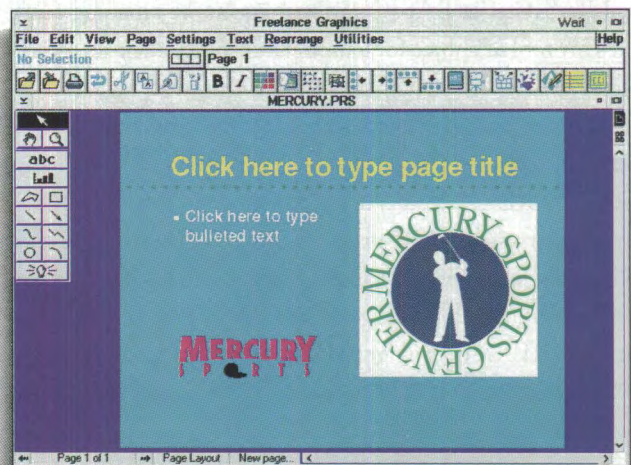 Freelance Graphics Wait
File Edit View Page Settings Text Rearrange Utilities Help
No Selection Page 1
B I
MERCURY.PRS
abc
Click here to type page title
• Click here to type
bulleted text
MERCURY SPORTS
CENTER
MERCURY
SPORTS
Page 1 of 1 Page Layout New page...